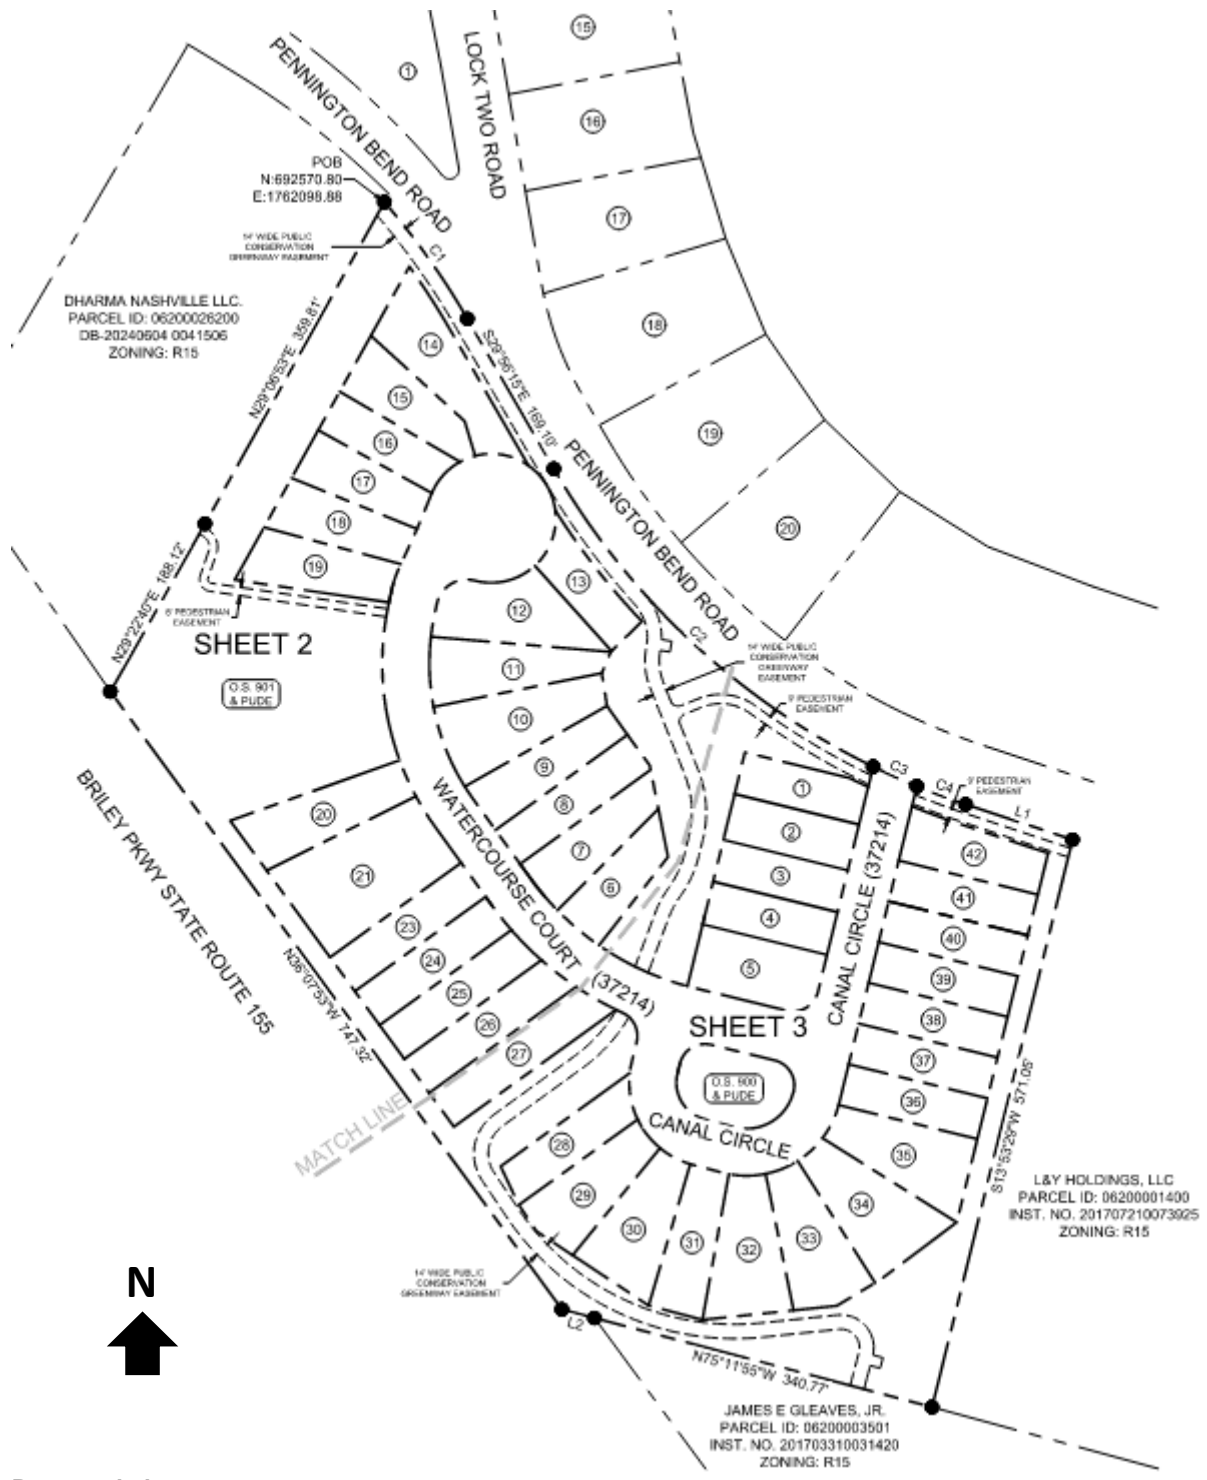 15
1
PENNINGTON BEND ROAD
LOCK TWO ROAD
16
POB
N:692570.80
E:1762098.88
17
14' WIDE PUBLIC
CONSERVATION
GREENWAY EASEMENT
C1
DHARMA NASHVILLE LLC.
PARCEL ID: 06200026200
DB-20240604 0041506
ZONING: R15
N29°06'53"E 359.81'
S29°56'15"E 169.10'
18
14
15
19
16
17
18
19
20
PENNINGTON BEND ROAD
N29°22'40"E 188.12'
13
12
11
10
9
8
7
6
6' PEDESTRIAN
EASEMENT
SHEET 2
O.S. 901
& PUDE
C2
14' WIDE PUBLIC
CONSERVATION
GREENWAY
EASEMENT
5' PEDESTRIAN
EASEMENT
C3
C4
5' PEDESTRIAN
EASEMENT
L1
BRILEY PKWY STATE ROUTE 155
WATERCOURSE COURT (37214)
1
2
3
4
5
CANAL CIRCLE (37214)
42
41
40
39
38
37
36
35
20
21
23
24
25
26
27
N36°07'53"W 747.32'
SHEET 3
O.S. 900
& PUDE
CANAL CIRCLE
S13°53'29"W 571.05'
MATCH LINE
28
29
30
31
32
33
34
L&Y HOLDINGS, LLC
PARCEL ID: 06200001400
INST. NO. 201707210073925
ZONING: R15
14' WIDE PUBLIC
CONSERVATION
GREENWAY EASEMENT
N
L2
N75°11'55"W 340.77'
JAMES E GLEAVES, JR.
PARCEL ID: 06200003501
INST. NO. 201703310031420
ZONING: R15